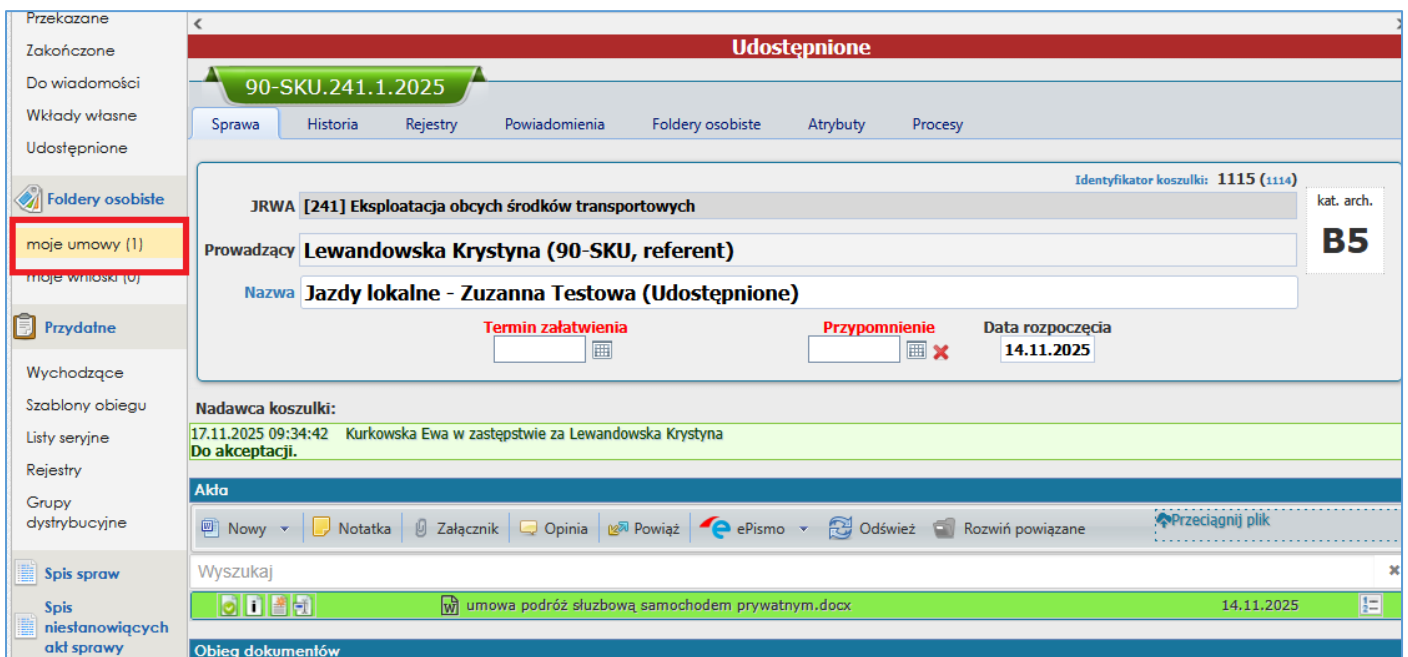 Przekazane
Zakończone
Do wiadomości
Wkłady własne
Udostępnione
Foldery osobiste
moje umowy (1)
moje wnioski (0)
Przydatne
Wychodzące
Szablony obiegu
Listy seryjne
Rejestry
Grupy
dystrybucyjne
Spis spraw
Spis
niestanowiących
akt sprawy
Udostępnione
90-SKU.241.1.2025
Sprawa Historia Rejestry Powiadomienia Foldery osobiste Atrybuty Procesy
Identyfikator koszulki: 1115 (1114)
JRWA [241] Eksploatacja obcych środków transportowych
kat. arch.
B5
Prowadzący Lewandowska Krystyna (90-SKU, referent)
Nazwa Jazdy lokalne - Zuzanna Testowa (Udostępnione)
Termin załatwienia Przypomnienie Data rozpoczęcia
14.11.2025
Nadawca koszulki:
17.11.2025 09:34:42 Kurkowska Ewa w zastępstwie za Lewandowska Krystyna
Do akceptacji.
Akta
Nowy Notatka Załącznik Opinia Powiąż ePismo Odśwież Rozwiń powiązane Przeciągnij plik
Wyszukaj
umowa podróż słuzbową samochodem prywatnym.docx 14.11.2025
Obieg dokumentów